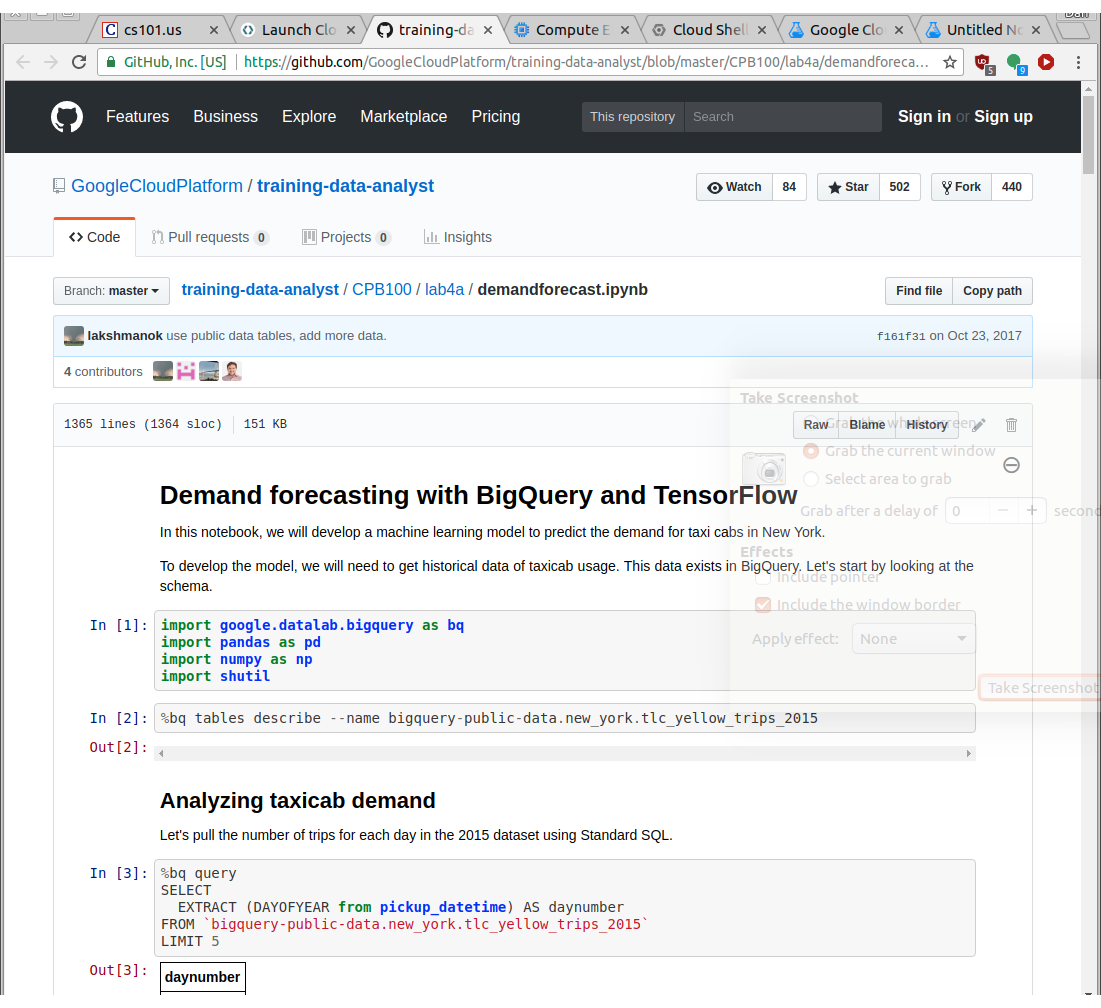 Dan
cs101.us
Launch Clo
training-da
Compute E
Cloud Shell
Google Clo
Untitled No
GitHub, Inc. [US]
https://github.com/GoogleCloudPlatform/training-data-analyst/blob/master/CPB100/lab4a/demandforeca...
5
9
Features
Business
Explore
Marketplace
Pricing
This repository
Search
Sign in or Sign up
GoogleCloudPlatform / training-data-analyst
Watch 84
Star 502
Fork 440
Code
Pull requests 0
Projects 0
Insights
Branch: master
training-data-analyst / CPB100 / lab4a / demandforecast.ipynb
Find file
Copy path
lakshmanok use public data tables, add more data.
f161f31 on Oct 23, 2017
4 contributors
Take Screenshot
1365 lines (1364 sloc)
151 KB
Raw
Blame
History
Grab the whole screen
Grab the current window
Select area to grab
Grab after a delay of 0 − + second
Demand forecasting with BigQuery and TensorFlow
In this notebook, we will develop a machine learning model to predict the demand for taxi cabs in New York.
Effects
To develop the model, we will need to get historical data of taxicab usage. This data exists in BigQuery. Let's start by looking at the
schema.
Include pointer
Include the window border
Apply effect: None
Take Screenshot
In [1]:
import google.datalab.bigquery as bq
import pandas as pd
import numpy as np
import shutil
In [2]:
%bq tables describe --name bigquery-public-data.new_york.tlc_yellow_trips_2015
Out[2]:
Analyzing taxicab demand
Let's pull the number of trips for each day in the 2015 dataset using Standard SQL.
In [3]:
%bq query
SELECT
EXTRACT (DAYOFYEAR from pickup_datetime) AS daynumber
FROM `bigquery-public-data.new_york.tlc_yellow_trips_2015`
LIMIT 5
Out[3]:
daynumber